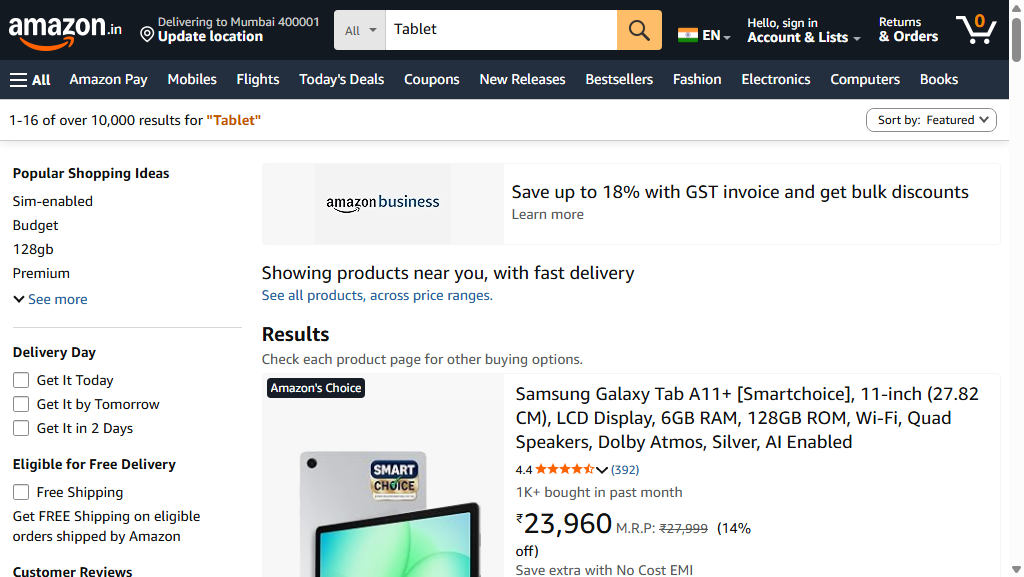 amazon.in
Delivering to Mumbai 400001
Update location
All
Tablet
EN
Hello, sign in
Account & Lists
Returns
& Orders
0
All
Amazon Pay
Mobiles
Flights
Today's Deals
Coupons
New Releases
Bestsellers
Fashion
Electronics
Computers
Books
1-16 of over 10,000 results for "Tablet"
Sort by: Featured
Popular Shopping Ideas
Sim-enabled
Budget
128gb
Premium
See more
Delivery Day
Get It Today
Get It by Tomorrow
Get It in 2 Days
Eligible for Free Delivery
Free Shipping
Get FREE Shipping on eligible
orders shipped by Amazon
Customer Reviews
amazon business
Save up to 18% with GST invoice and get bulk discounts
Learn more
Showing products near you, with fast delivery
See all products, across price ranges.
Results
Check each product page for other buying options.
Amazon's Choice
SMART
CHOICE
Samsung Galaxy Tab A11+ [Smartchoice], 11-inch (27.82
CM), LCD Display, 6GB RAM, 128GB ROM, Wi-Fi, Quad
Speakers, Dolby Atmos, Silver, AI Enabled
4.4 (392)
1K+ bought in past month
₹23,960 M.R.P: ₹27,999 (14%
off)
Save extra with No Cost EMI